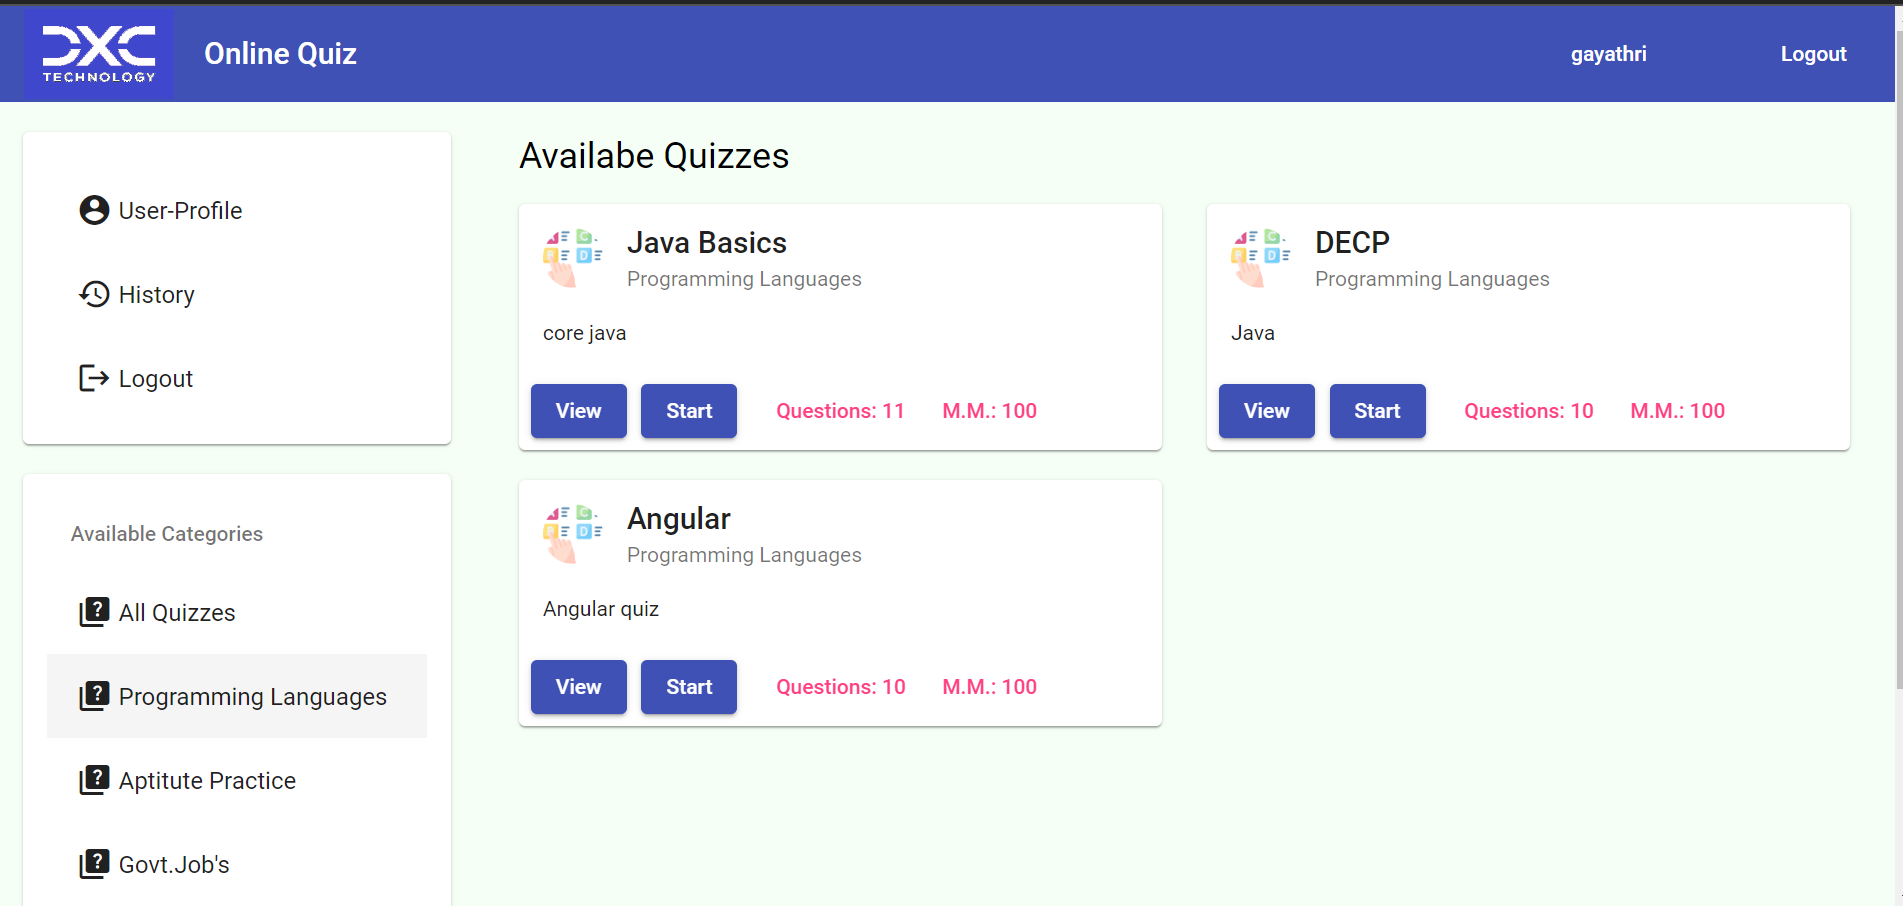 DXC
TECHNOLOGY
Online Quiz
gayathri
Logout
User-Profile
History
Logout
Available Categories
? All Quizzes
? Programming Languages
? Aptitute Practice
? Govt.Job's
Availabe Quizzes
C
D
Java Basics
Programming Languages
core java
View Start Questions: 11 M.M.: 100
C
D
DECP
Programming Languages
Java
View Start Questions: 10 M.M.: 100
C
D
Angular
Programming Languages
Angular quiz
View Start Questions: 10 M.M.: 100